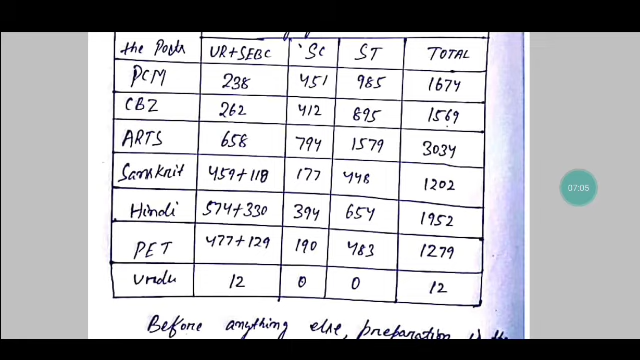 the Posts UR+SEBC SC ST TOTAL
PCM 238 451 985 1674
CBZ 262 412 895 1569
ARTS 658 794 1579 3034
Sanskrit 459+118 177 448 1202
07:05
Hindi 574+330 394 654 1952
PET 477+129 190 483 1279
Urdu 12 0 0 12
Before anything else, preparation is the